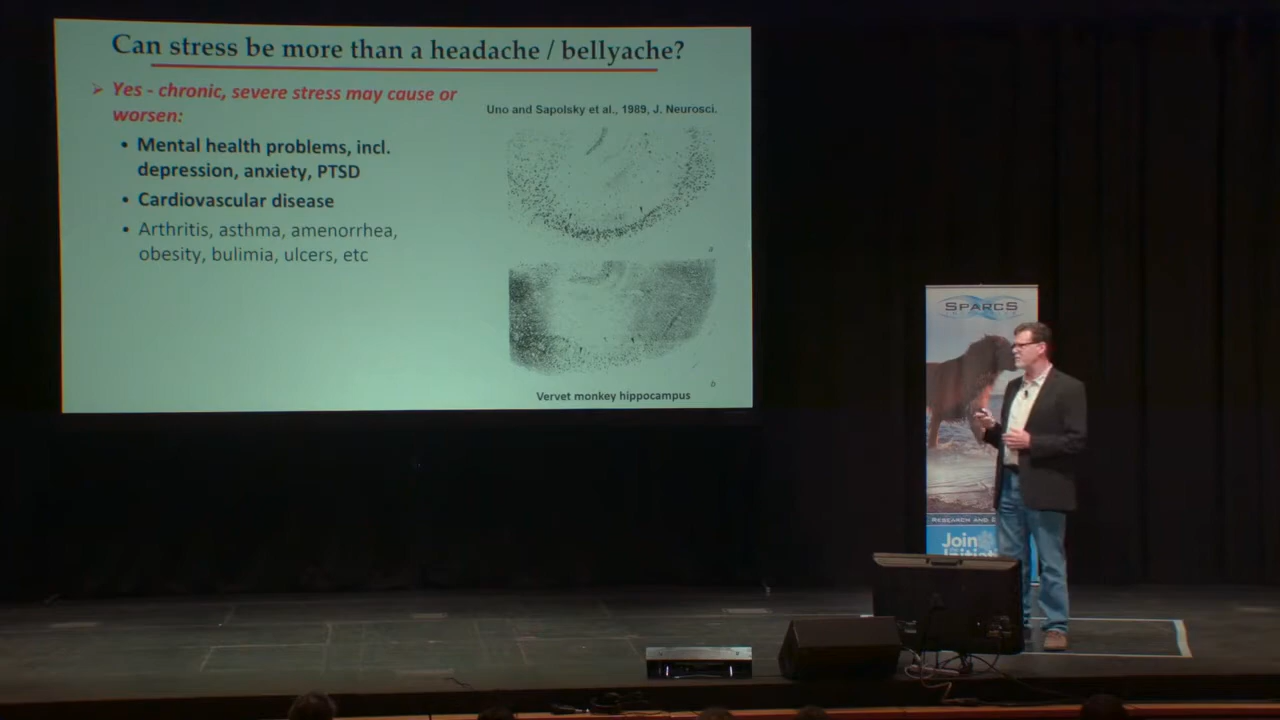 Can stress be more than a headache / bellyache?
➢ Yes - chronic, severe stress may cause or
worsen:
• Mental health problems, incl.
depression, anxiety, PTSD
• Cardiovascular disease
• Arthritis, asthma, amenorrhea,
obesity, bulimia, ulcers, etc
Uno and Sapolsky et al., 1989, J. Neurosci.
a
b
Vervet monkey hippocampus
SPARCS
RESEARCH AND
Join